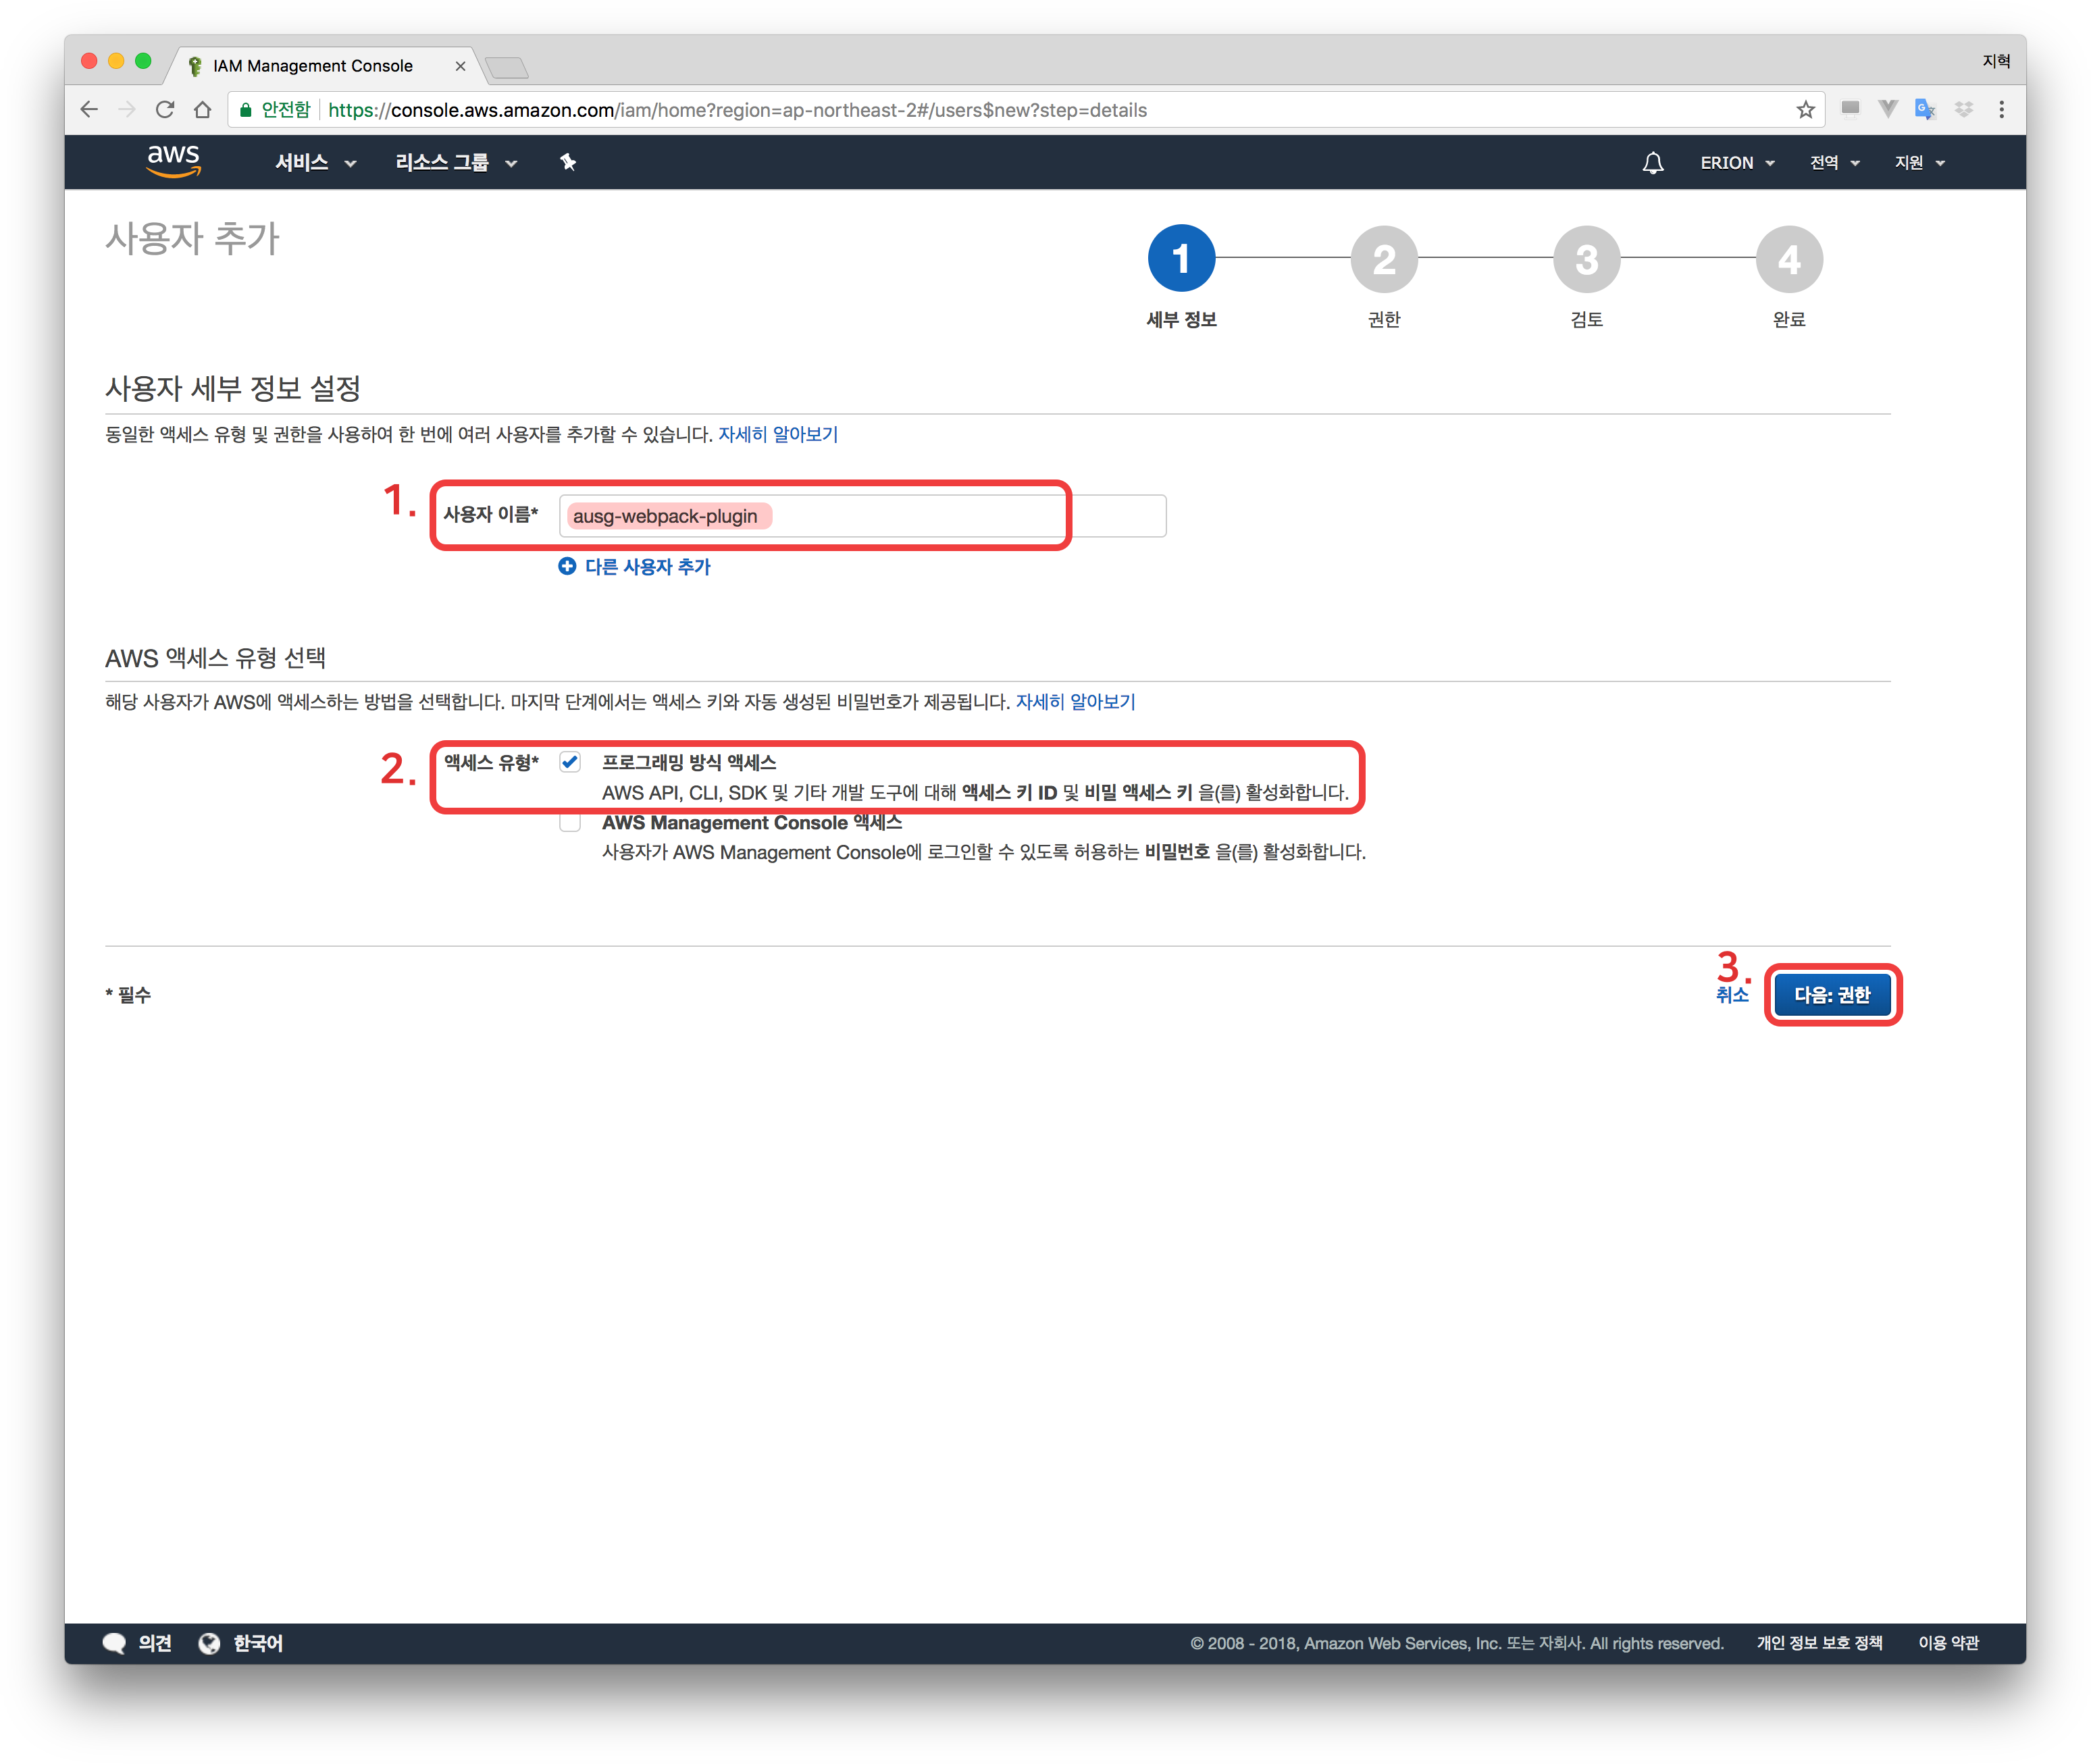 IAM Management Console
지혁
안전함 https://console.aws.amazon.com/iam/home?region=ap-northeast-2#/users$new?step=details
aws 서비스 리소스 그룹 ERION 전역 지원
사용자 추가
1 2 3 4
세부 정보 권한 검토 완료
사용자 세부 정보 설정
동일한 액세스 유형 및 권한을 사용하여 한 번에 여러 사용자를 추가할 수 있습니다. 자세히 알아보기
1. 사용자 이름* ausg-webpack-plugin
다른 사용자 추가
AWS 액세스 유형 선택
해당 사용자가 AWS에 액세스하는 방법을 선택합니다. 마지막 단계에서는 액세스 키와 자동 생성된 비밀번호가 제공됩니다. 자세히 알아보기
2. 액세스 유형* 프로그래밍 방식 액세스
AWS API, CLI, SDK 및 기타 개발 도구에 대해 액세스 키 ID 및 비밀 액세스 키 을(를) 활성화합니다.
AWS Management Console 액세스
사용자가 AWS Management Console에 로그인할 수 있도록 허용하는 비밀번호 을(를) 활성화합니다.
3.
* 필수 취소 다음: 권한
의견 한국어 © 2008 - 2018, Amazon Web Services, Inc. 또는 자회사. All rights reserved. 개인 정보 보호 정책 이용 약관